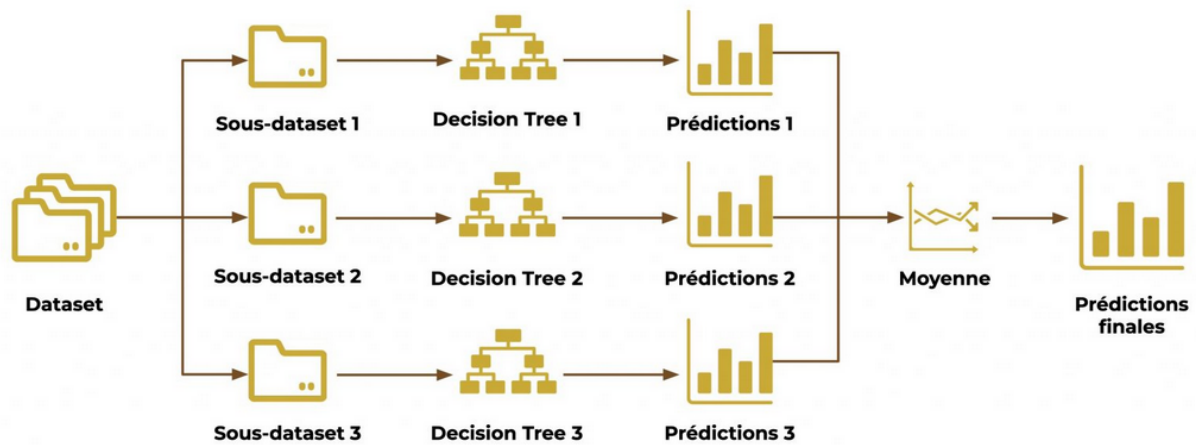 Sous-dataset 1
Decision Tree 1
Prédictions 1
Dataset
Sous-dataset 2
Decision Tree 2
Prédictions 2
Moyenne
Prédictions
finales
Sous-dataset 3
Decision Tree 3
Prédictions 3